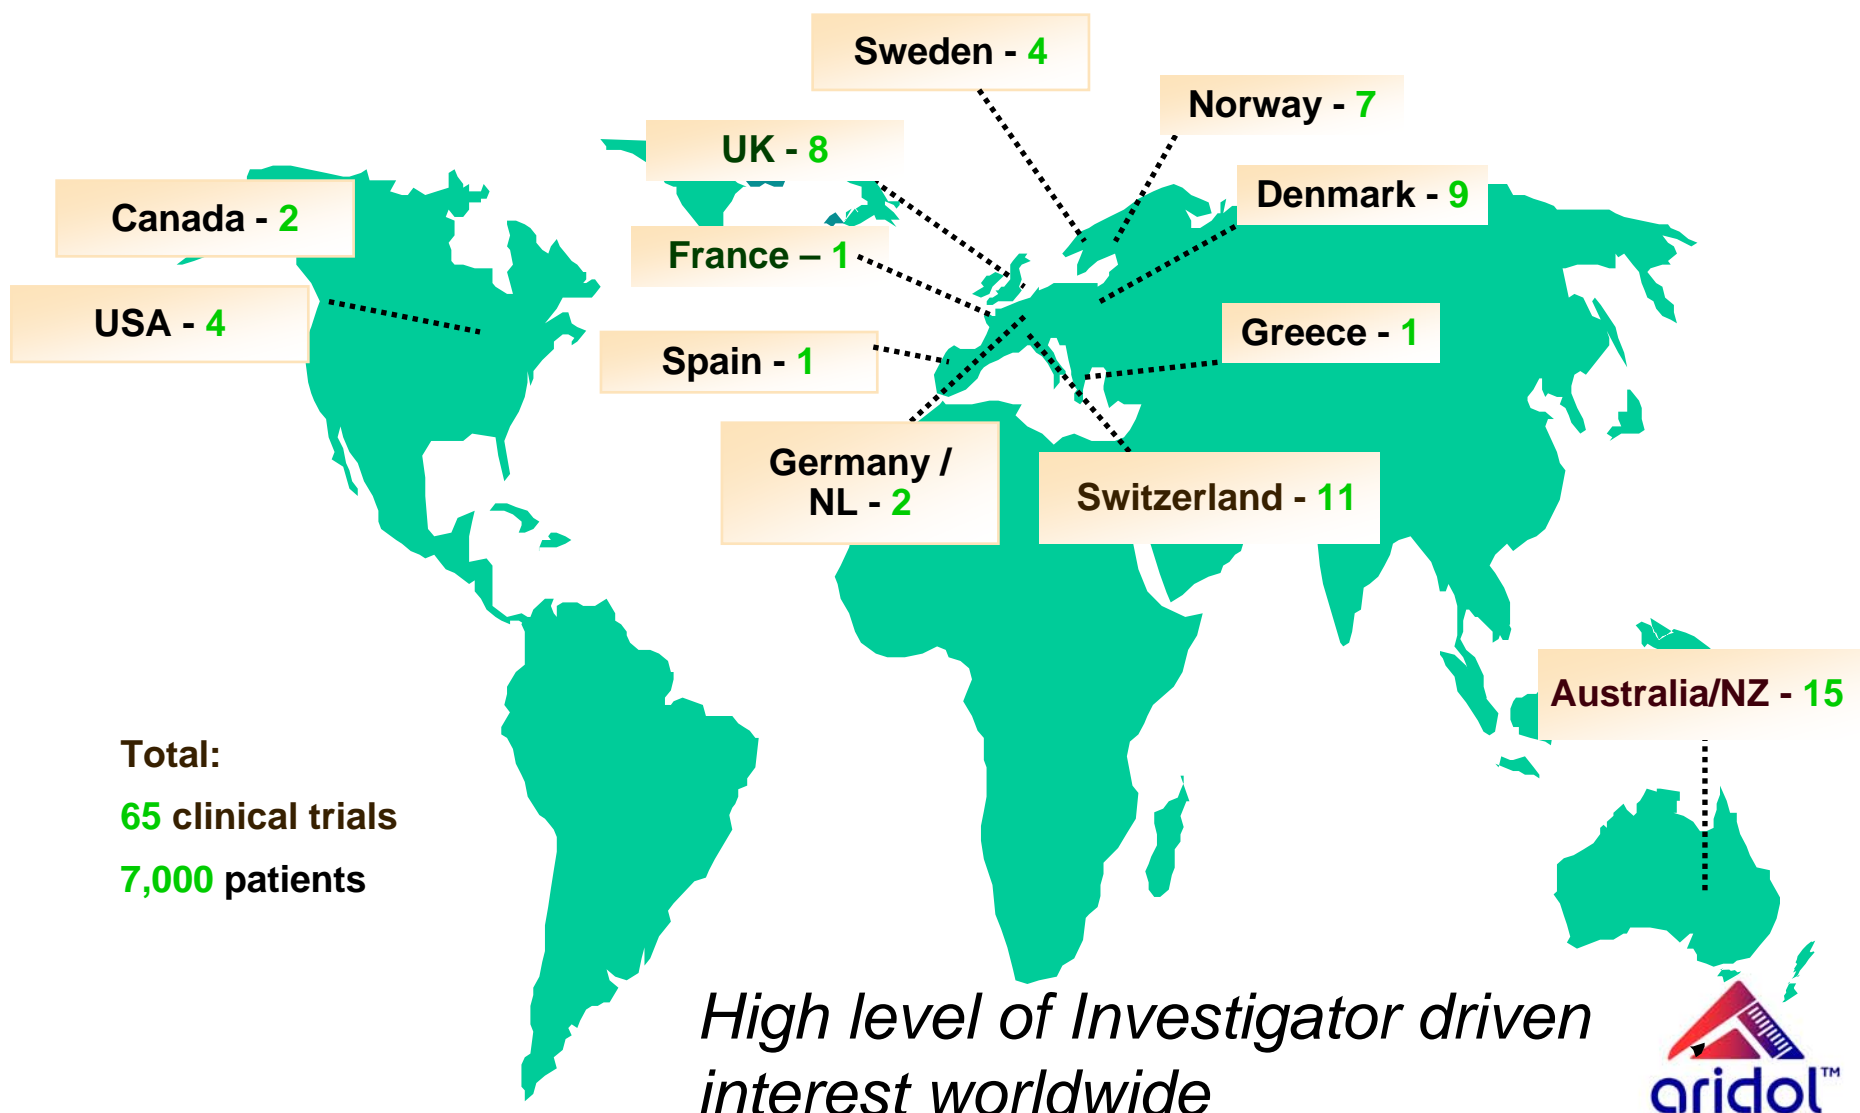 Sweden - 4
Norway - 7
UK - 8
Denmark - 9
Canada - 2
France – 1
USA - 4
Greece - 1
Spain - 1
Germany /
NL - 2
Switzerland - 11
Australia/NZ - 15
Total:
65 clinical trials
7,000 patients
High level of Investigator driven
interest worldwide
aridol™